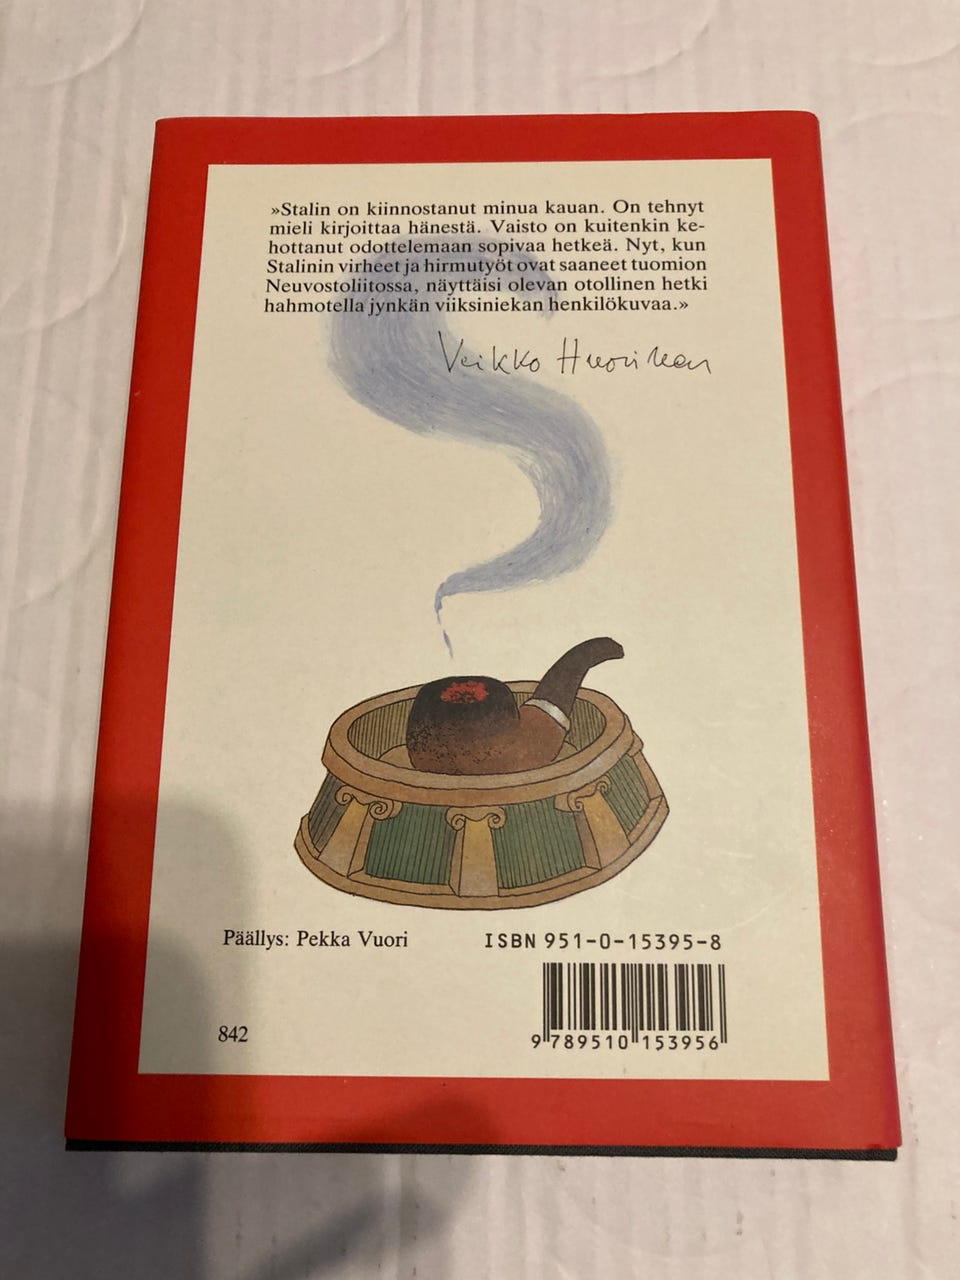 »Stalin on kiinnostanut minua kauan. On tehnyt
mieli kirjoittaa hänestä. Vaisto on kuitenkin ke-
hottanut odottelemaan sopivaa hetkeä. Nyt, kun
Stalinin virheet ja hirmutyöt ovat saaneet tuomion
Neuvostoliitossa, näyttäisi olevan otollinen hetki
hahmotella jynkän viiksiniekan henkilökuvaa.»
Veikko Huovinen
Päällys: Pekka Vuori
ISBN 951-0-15395-8
842
9 789510 153956